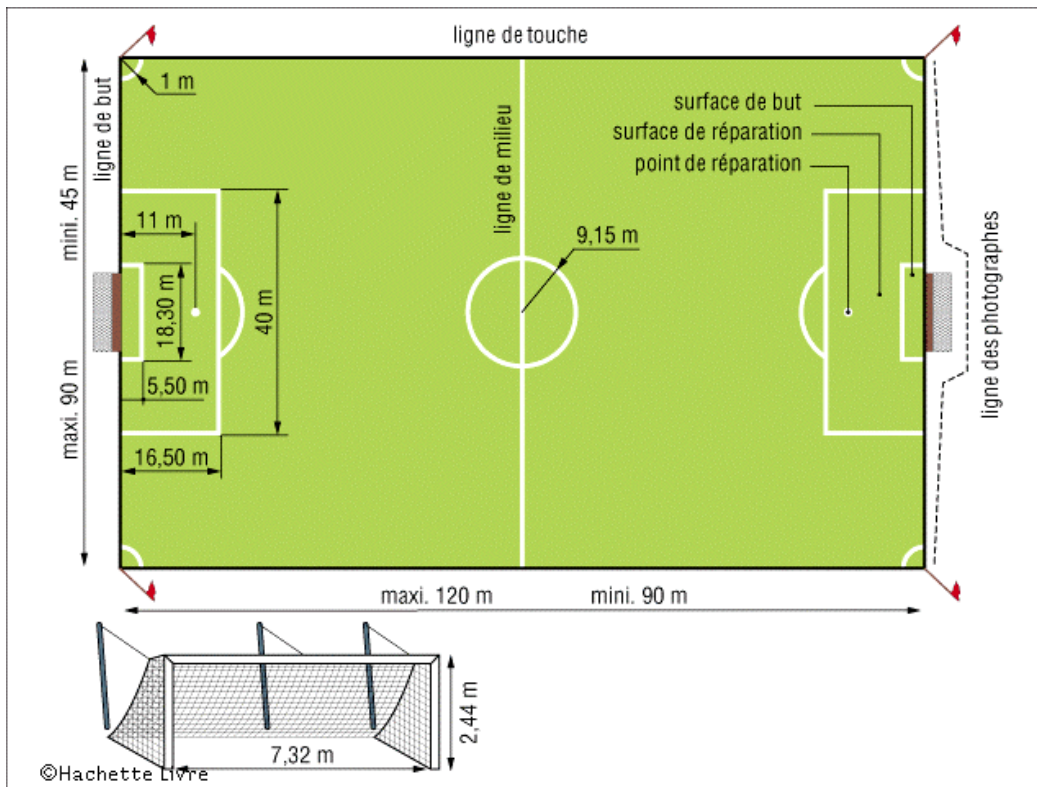 ligne de touche
ligne de but
1 m
mini. 45 m
maxi. 90 m
ligne de milieu
surface de but
surface de réparation
point de réparation
11 m
9,15 m
18,30 m
40 m
5,50 m
16,50 m
ligne des photographes
maxi. 120 m
mini. 90 m
2,44 m
7,32 m
©Hachette Livre